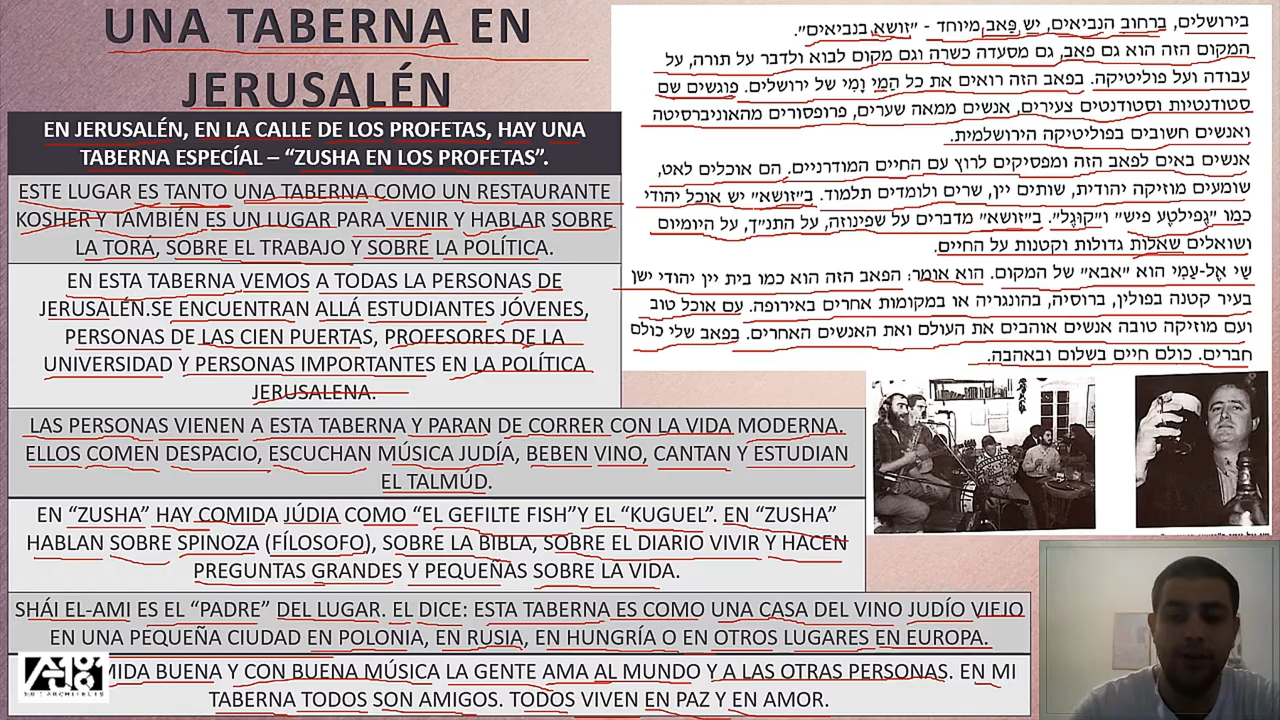 UNA TABERNA EN
JERUSALÉN
EN JERUSALÉN, EN LA CALLE DE LOS PROFETAS, HAY UNA
TABERNA ESPECÍAL – “ZUSHA EN LOS PROFETAS”.
ESTE LUGAR ES TANTO UNA TABERNA COMO UN RESTAURANTE
KOSHER Y TAMBIÉN ES UN LUGAR PARA VENIR Y HABLAR SOBRE
LA TORÁ, SOBRE EL TRABAJO Y SOBRE LA POLÍTICA.
EN ESTA TABERNA VEMOS A TODAS LA PERSONAS DE
JERUSALÉN.SE ENCUENTRAN ALLÁ ESTUDIANTES JÓVENES,
PERSONAS DE LAS CIEN PUERTAS, PROFESORES DE LA
UNIVERSIDAD Y PERSONAS IMPORTANTES EN LA POLÍTICA
JERUSALENA.
LAS PERSONAS VIENEN A ESTA TABERNA Y PARAN DE CORRER CON LA VIDA MODERNA.
ELLOS COMEN DESPACIO, ESCUCHAN MÚSICA JUDÍA, BEBEN VINO, CANTAN Y ESTUDIAN
EL TALMÚD.
EN “ZUSHA” HAY COMIDA JÚDIA COMO “EL GEFILTE FISH”Y EL “KUGUEL”. EN “ZUSHA”
HABLAN SOBRE SPINOZA (FÍLOSOFO), SOBRE LA BIBLA, SOBRE EL DIARIO VIVIR Y HACEN
PREGUNTAS GRANDES Y PEQUEÑAS SOBRE LA VIDA.
SHÁI EL-AMI ES EL “PADRE” DEL LUGAR. EL DICE: ESTA TABERNA ES COMO UNA CASA DEL VINO JUDÍO VIEJO
EN UNA PEQUEÑA CIUDAD EN POLONIA, EN RUSIA, EN HUNGRÍA O EN OTROS LUGARES EN EUROPA.
MIDA BUENA Y CON BUENA MÚSICA LA GENTE AMA AL MUNDO Y A LAS OTRAS PERSONAS. EN MI
TABERNA TODOS SON AMIGOS. TODOS VIVEN EN PAZ Y EN AMOR.
בירושלים, ברחוב הנביאים, יש פָּאבּ מיוחד - "זושא בנביאים".
המקום הזה הוא גם פאב, גם מסעדה כשרה וגם מקום לבוא ולדבר על תורה, על
עבודה ועל פוליטיקה. בפאב הזה רואים את כל הַמִי וָמִי של ירושלים. פוגשים שם
סטודנטיות וסטודנטים צעירים, אנשים ממאה שערים, פרופסורים מהאוניברסיטה
ואנשים חשובים בפוליטיקה הירושלמית.
אנשים באים לפאב הזה ומפסיקים לרוץ עם החיים המודרניים. הם אוכלים לאט,
שומעים מוזיקה יהודית, שותים יין, שרים ולומדים תלמוד. ב"זושא" יש אוכל יהודי
כמו "גֶפִילטֶע פיש" ו"קוּגֶל". ב"זושא" מדברים על שפינוזה, על התנ"ך, על היומיום
ושואלים שאלות גדולות וקטנות על החיים.
שַי אֶל-עַמִי הוא "אבא" של המקום. הוא אומר: הפאב הזה הוא כמו בית יין יהודי ישן
בעיר קטנה בפולין, ברוסיה, בהונגריה או במקומות אחרים באירופה. עם אוכל טוב
ועם מוזיקה טובה אנשים אוהבים את העולם ואת האנשים האחרים. בפאב שלי כולם
חברים. כולם חיים בשלום ובאהבה.